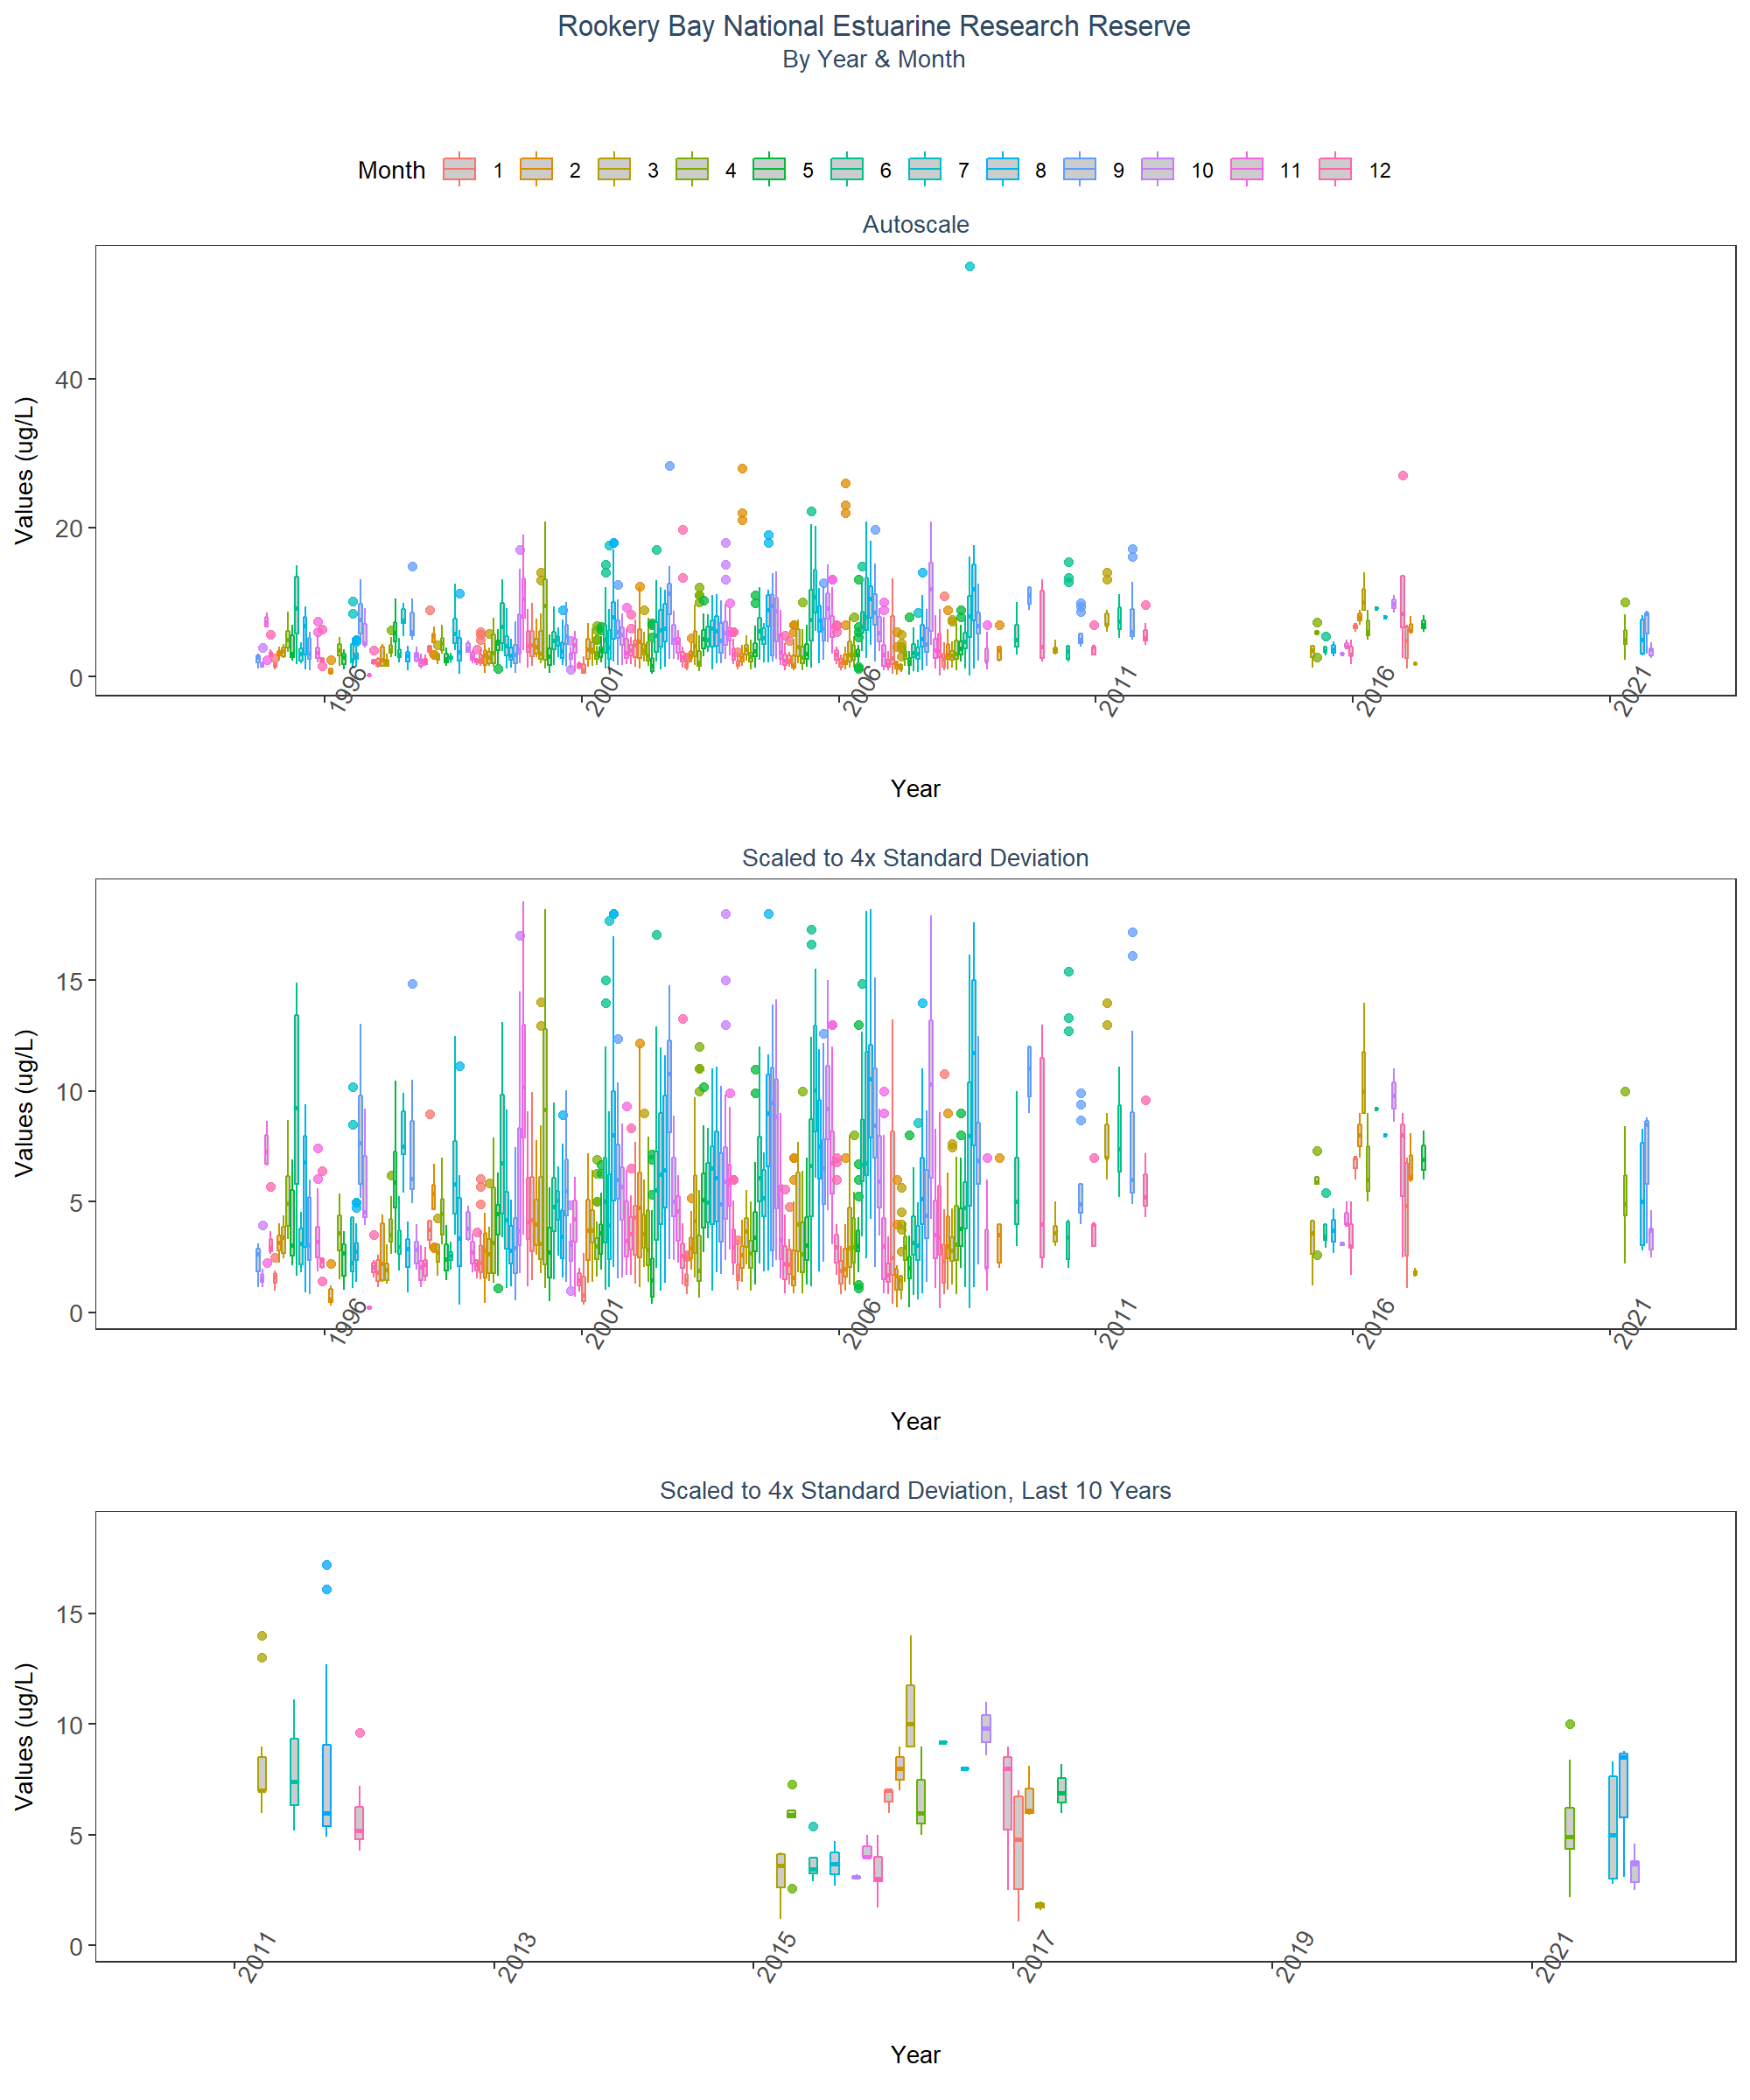 Rookery Bay National Estuarine Research Reserve
By Year & Month
Month 1 2 3 4 5 6 7 8 9 10 11 12
Autoscale
Values (ug/L)
40
20
0
1996 2001 2006 2011 2016 2021
Year
Scaled to 4x Standard Deviation
Values (ug/L)
15
10
5
0
1996 2001 2006 2011 2016 2021
Year
Scaled to 4x Standard Deviation, Last 10 Years
Values (ug/L)
15
10
5
0
2011 2013 2015 2017 2019 2021
Year